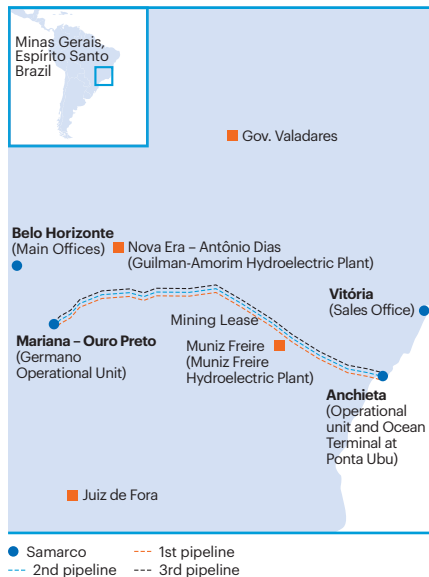 Minas Gerais,
Espírito Santo
Brazil
Gov. Valadares
Belo Horizonte
(Main Offices)
Nova Era – Antônio Dias
(Guilman-Amorim Hydroelectric Plant)
Vitória
(Sales Office)
Mining Lease
Mariana – Ouro Preto
(Germano
Operational Unit)
Muniz Freire
(Muniz Freire
Hydroelectric Plant)
Anchieta
(Operational
unit and Ocean
Terminal at
Ponta Ubu)
Juiz de Fora
Samarco
1st pipeline
2nd pipeline
3rd pipeline